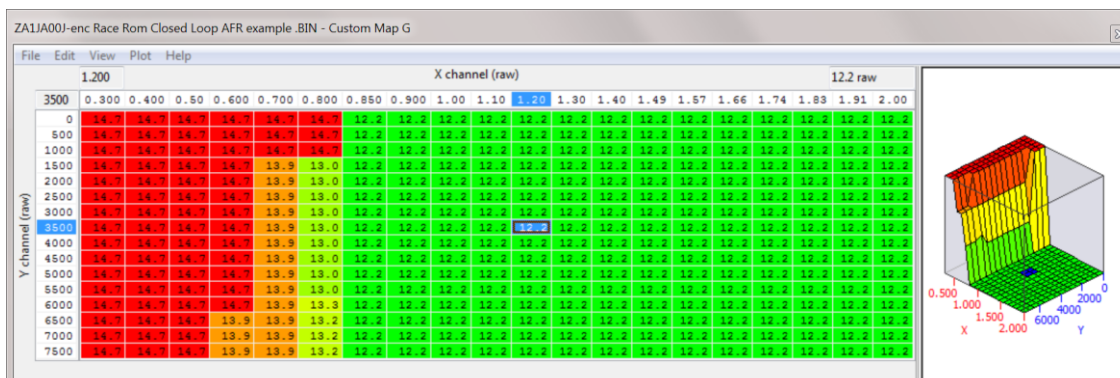 ZA1JA00J-enc Race Rom Closed Loop AFR example .BIN - Custom Map G
File Edit View Plot Help
1.200 X channel (raw) 12.2 raw
3500 0.300 0.400 0.50 0.600 0.700 0.800 0.850 0.900 1.00 1.10 1.20 1.30 1.40 1.49 1.57 1.66 1.74 1.83 1.91 2.00
0 14.7 14.7 14.7 14.7 14.7 14.7 12.2 12.2 12.2 12.2 12.2 12.2 12.2 12.2 12.2 12.2 12.2 12.2 12.2 12.2
500 14.7 14.7 14.7 14.7 14.7 14.7 12.2 12.2 12.2 12.2 12.2 12.2 12.2 12.2 12.2 12.2 12.2 12.2 12.2 12.2
1000 14.7 14.7 14.7 14.7 14.7 14.7 12.2 12.2 12.2 12.2 12.2 12.2 12.2 12.2 12.2 12.2 12.2 12.2 12.2 12.2
1500 14.7 14.7 14.7 14.7 13.9 13.0 12.2 12.2 12.2 12.2 12.2 12.2 12.2 12.2 12.2 12.2 12.2 12.2 12.2 12.2
2000 14.7 14.7 14.7 14.7 13.9 13.0 12.2 12.2 12.2 12.2 12.2 12.2 12.2 12.2 12.2 12.2 12.2 12.2 12.2 12.2
2500 14.7 14.7 14.7 14.7 13.9 13.0 12.2 12.2 12.2 12.2 12.2 12.2 12.2 12.2 12.2 12.2 12.2 12.2 12.2 12.2
3000 14.7 14.7 14.7 14.7 13.9 13.0 12.2 12.2 12.2 12.2 12.2 12.2 12.2 12.2 12.2 12.2 12.2 12.2 12.2 12.2
3500 14.7 14.7 14.7 14.7 13.9 13.0 12.2 12.2 12.2 12.2 12.2 12.2 12.2 12.2 12.2 12.2 12.2 12.2 12.2 12.2
4000 14.7 14.7 14.7 14.7 13.9 13.0 12.2 12.2 12.2 12.2 12.2 12.2 12.2 12.2 12.2 12.2 12.2 12.2 12.2 12.2
4500 14.7 14.7 14.7 14.7 13.9 13.0 12.2 12.2 12.2 12.2 12.2 12.2 12.2 12.2 12.2 12.2 12.2 12.2 12.2 12.2
5000 14.7 14.7 14.7 14.7 13.9 13.0 12.2 12.2 12.2 12.2 12.2 12.2 12.2 12.2 12.2 12.2 12.2 12.2 12.2 12.2
5500 14.7 14.7 14.7 14.7 13.9 13.0 12.2 12.2 12.2 12.2 12.2 12.2 12.2 12.2 12.2 12.2 12.2 12.2 12.2 12.2
6000 14.7 14.7 14.7 14.7 13.9 13.3 12.2 12.2 12.2 12.2 12.2 12.2 12.2 12.2 12.2 12.2 12.2 12.2 12.2 12.2
6500 14.7 14.7 14.7 13.9 13.9 13.2 12.2 12.2 12.2 12.2 12.2 12.2 12.2 12.2 12.2 12.2 12.2 12.2 12.2 12.2
7000 14.7 14.7 14.7 13.9 13.9 13.2 12.2 12.2 12.2 12.2 12.2 12.2 12.2 12.2 12.2 12.2 12.2 12.2 12.2 12.2
7500 14.7 14.7 14.7 13.9 13.9 13.2 12.2 12.2 12.2 12.2 12.2 12.2 12.2 12.2 12.2 12.2 12.2 12.2 12.2 12.2
Y channel (raw)
0.500 1.000 1.500 2.000
X
0 2000 4000 6000
Y